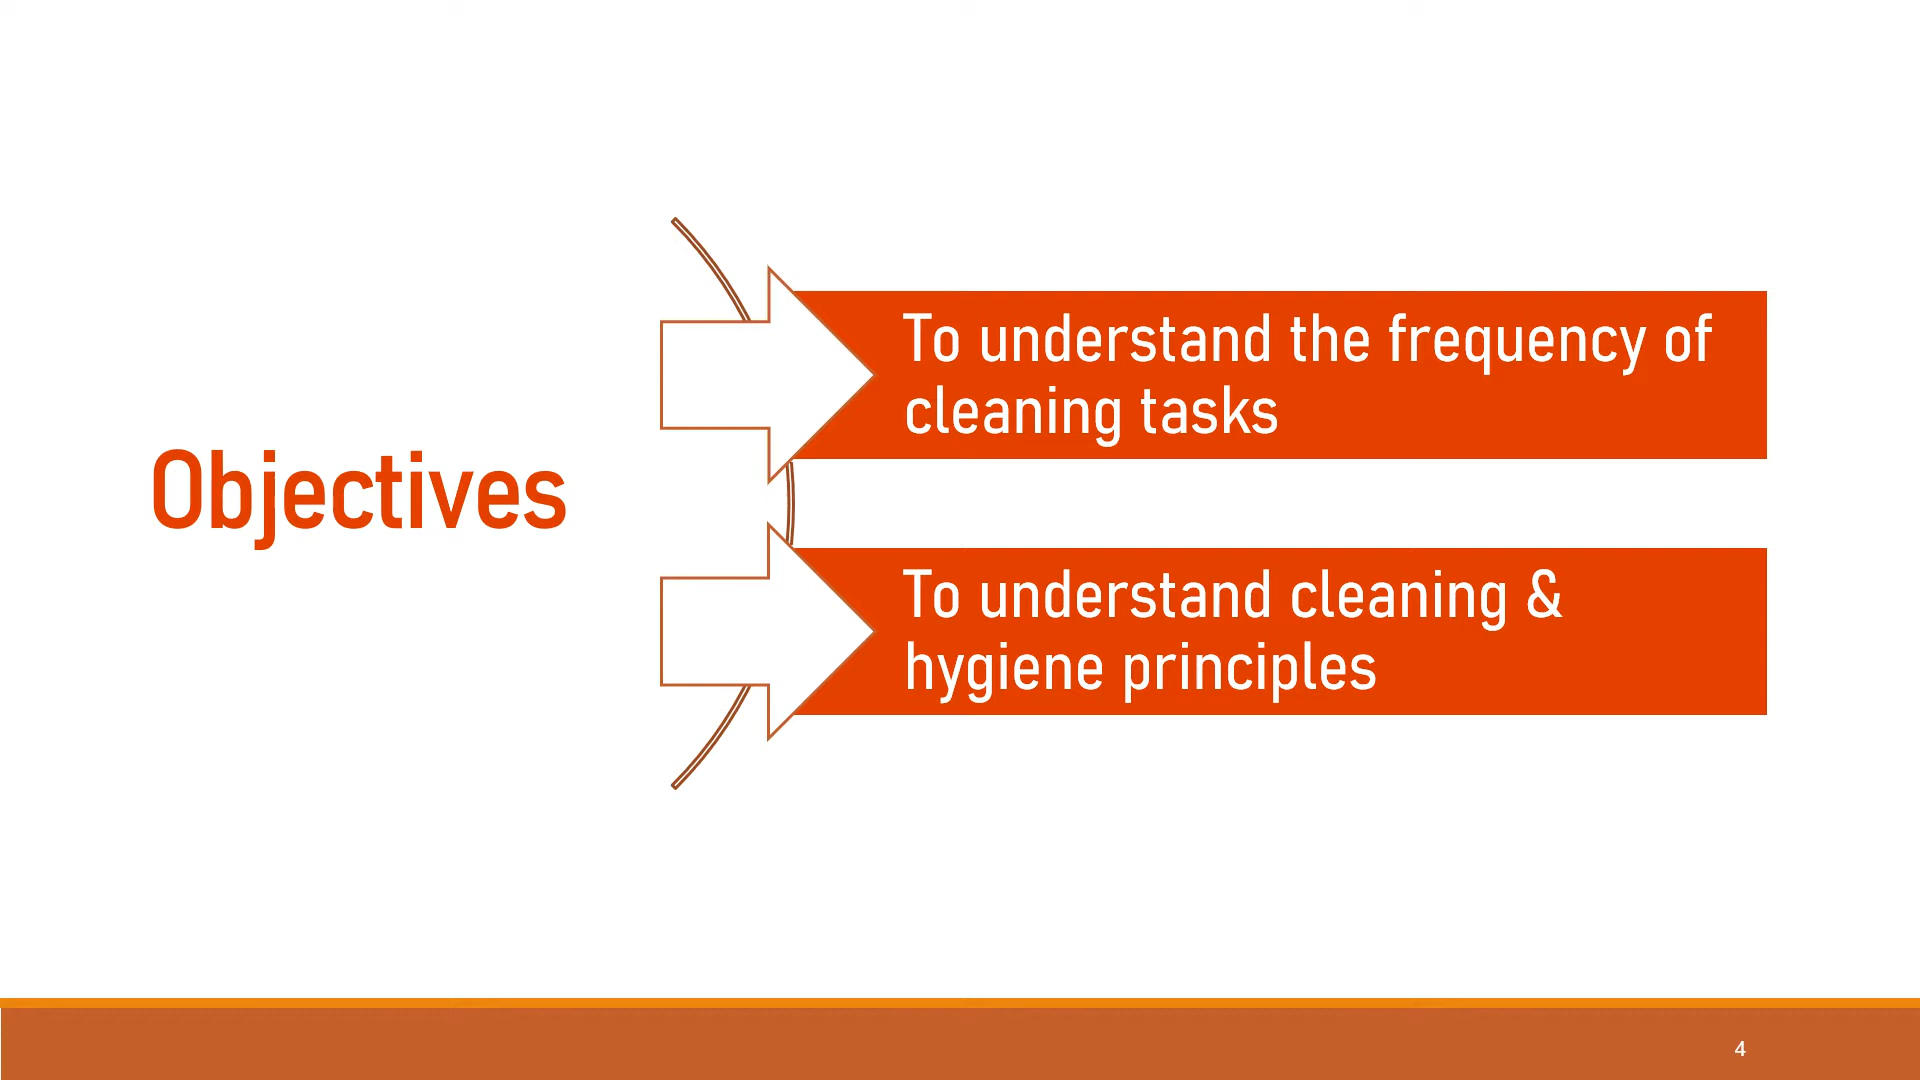 Objectives
To understand the frequency of
cleaning tasks
To understand cleaning &
hygiene principles
4